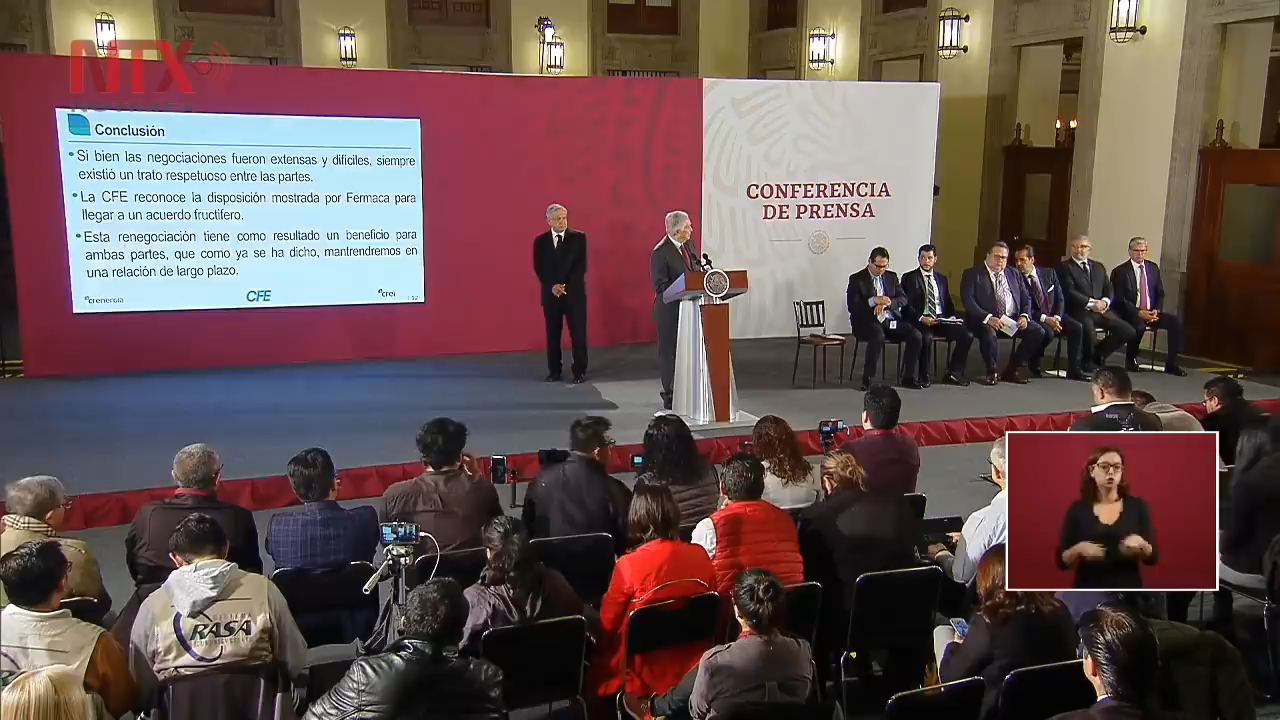 NTX
Conclusión
• Si bien las negociaciones fueron extensas y difíciles, siempre
existió un trato respetuoso entre las partes.
• La CFE reconoce la disposición mostrada por Fermaca para
llegar a un acuerdo fructífero.
• Esta renegociación tiene como resultado un beneficio para
ambas partes, que como ya se ha dicho, mantrendremos en
una relación de largo plazo.
CFE
CONFERENCIA
DE PRENSA
RASA